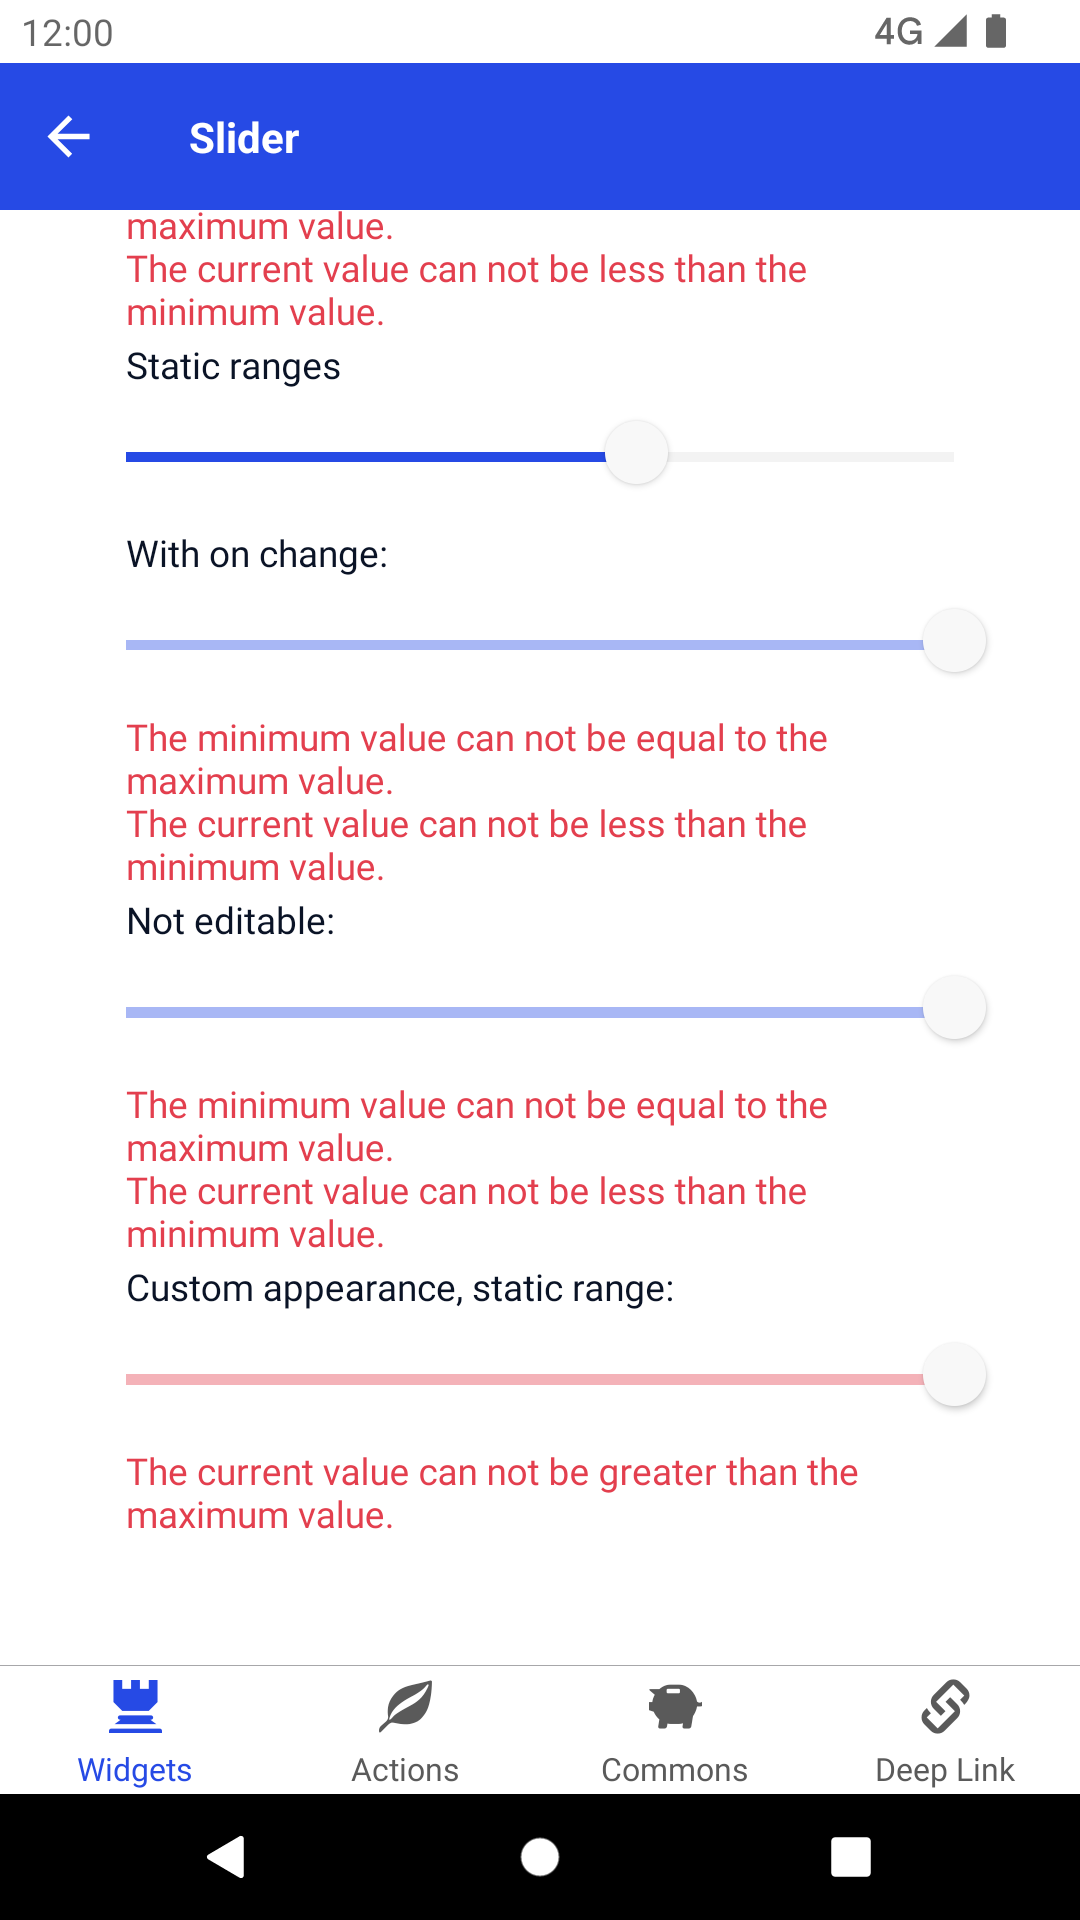 12:00
4G
Slider
maximum value.
The current value can not be less than the
minimum value.
Static ranges
With on change:
The minimum value can not be equal to the
maximum value.
The current value can not be less than the
minimum value.
Not editable:
The minimum value can not be equal to the
maximum value.
The current value can not be less than the
minimum value.
Custom appearance, static range:
The current value can not be greater than the
maximum value.
Widgets
Actions
Commons
Deep Link